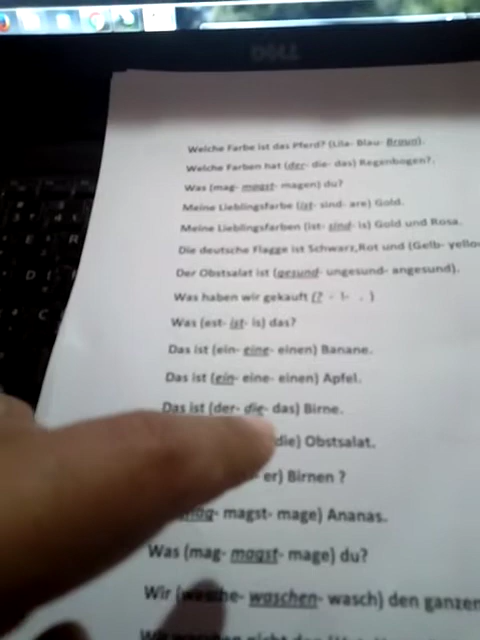 DELL
Welche Farbe ist das Pferd? (Lila- Blau- Braun).
Welche Farben hat (der- die- das) Regenbogen?.
Was (mag- magst- magen) du?
Meine Lieblingsfarbe (ist- sind- are) Gold.
Meine Lieblingsfarben (ist- sind- is) Gold und Rosa.
Die deutsche Flagge ist Schwarz,Rot und (Gelb- yello
Der Obstsalat ist (gesund- ungesund- angesund).
Was haben wir gekauft (? - !- . )
Was (est- ist- is) das?
Das ist (ein- eine- einen) Banane.
Das ist (ein- eine- einen) Apfel.
Das ist (der- die- das) Birne.
die) Obstsalat.
er) Birnen ?
magst- mage) Ananas.
Was (mag- magst- mage) du?
Wir (wasche- waschen- wasch) den ganzen